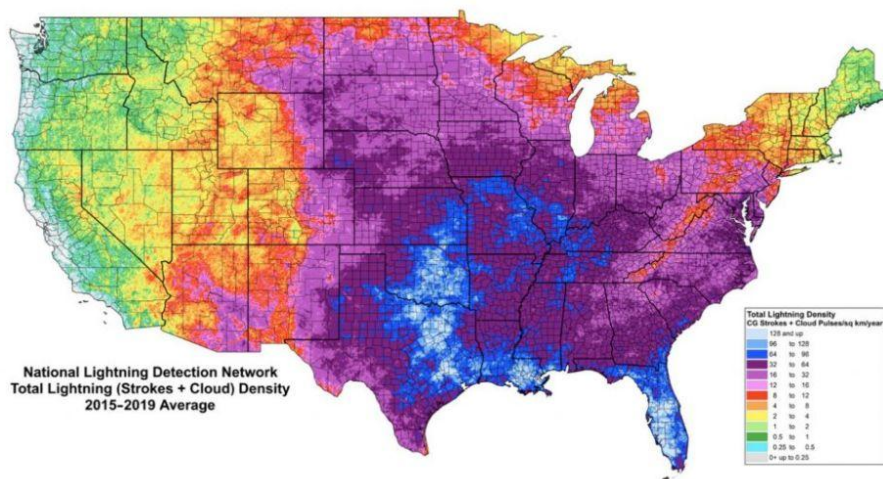 National Lightning Detection Network
Total Lightning (Strokes + Cloud) Density
2015-2019 Average
Total Lightning Density
CG Strokes + Cloud Pulses/sq km/year
128 and up
96 to 128
64 to 96
32 to 64
16 to 32
12 to 16
8 to 12
4 to 8
2 to 4
1 to 2
0.5 to 1
0.25 to 0.5
0+ up to 0.25